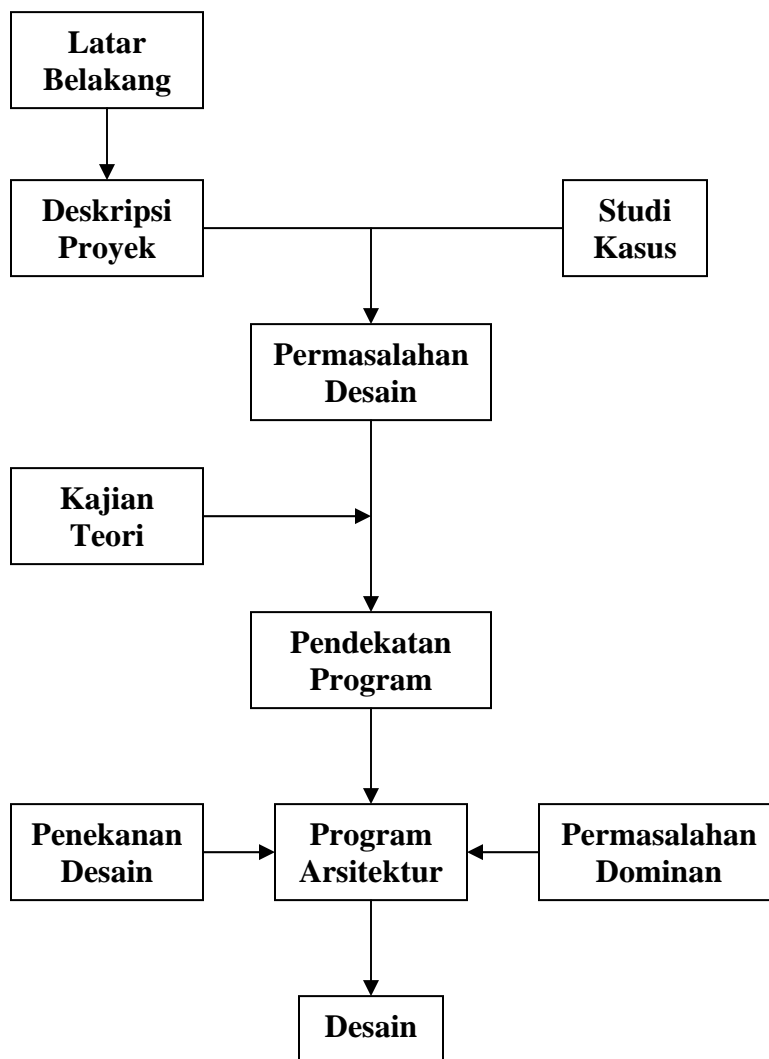 Latar
Belakang
Deskripsi
Proyek
Studi
Kasus
Permasalahan
Desain
Kajian
Teori
Pendekatan
Program
Penekanan
Desain
Program
Arsitektur
Permasalahan
Dominan
Desain